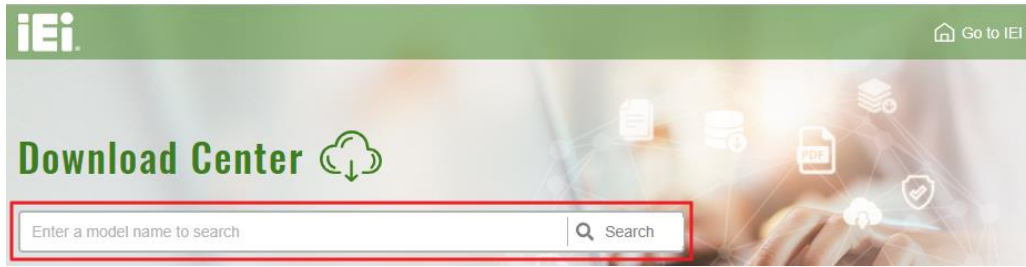 iEi.
Go to IEI
Download Center
PDF
Enter a model name to search
Search